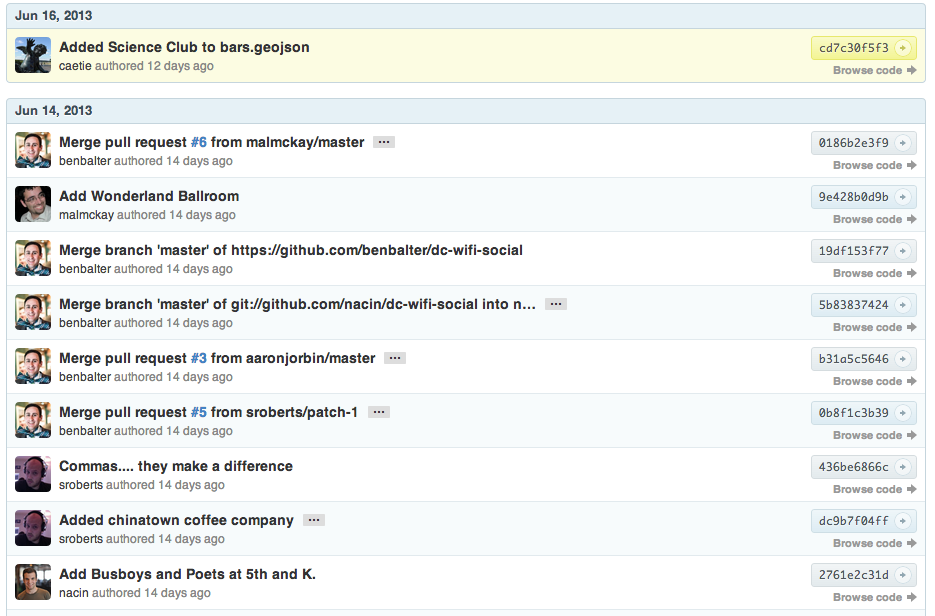 Jun 16, 2013
Added Science Club to bars.geojson
cd7c30f5f3
caetie authored 12 days ago
Browse code
Jun 14, 2013
Merge pull request #6 from malmckay/master ...
0186b2e3f9
benbalter authored 14 days ago
Browse code
Add Wonderland Ballroom
9e428b0d9b
malmckay authored 14 days ago
Browse code
Merge branch 'master' of https://github.com/benbalter/dc-wifi-social
19df153f77
benbalter authored 14 days ago
Browse code
Merge branch 'master' of git://github.com/nacin/dc-wifi-social into n... ...
5b83837424
benbalter authored 14 days ago
Browse code
Merge pull request #3 from aaronjorbin/master ...
b31a5c5646
benbalter authored 14 days ago
Browse code
Merge pull request #5 from sroberts/patch-1 ...
0b8f1c3b39
benbalter authored 14 days ago
Browse code
Commas.... they make a difference
436be6866c
sroberts authored 14 days ago
Browse code
Added chinatown coffee company ...
dc9b7f04ff
sroberts authored 14 days ago
Browse code
Add Busboys and Poets at 5th and K.
2761e2c31d
nacin authored 14 days ago
Browse code